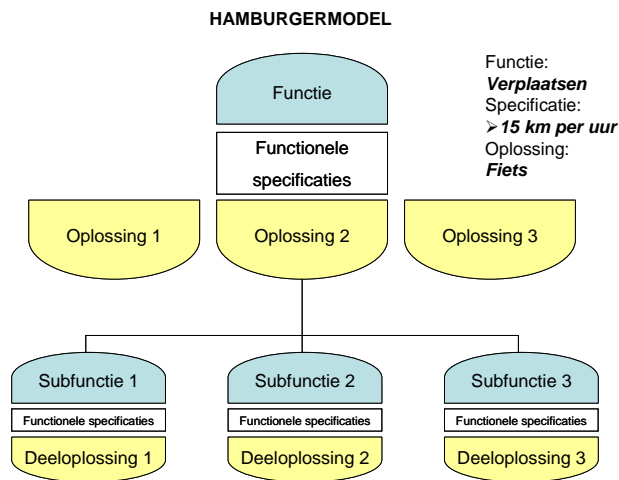 HAMBURGERMODEL
Functie
Functionele
specificaties
Functie:
Verplaatsen
Specificatie:
➢15 km per uur
Oplossing:
Fiets
Oplossing 1
Oplossing 2
Oplossing 3
Subfunctie 1
Subfunctie 2
Subfunctie 3
Functionele specificaties
Functionele specificaties
Functionele specificaties
Deeloplossing 1
Deeloplossing 2
Deeloplossing 3